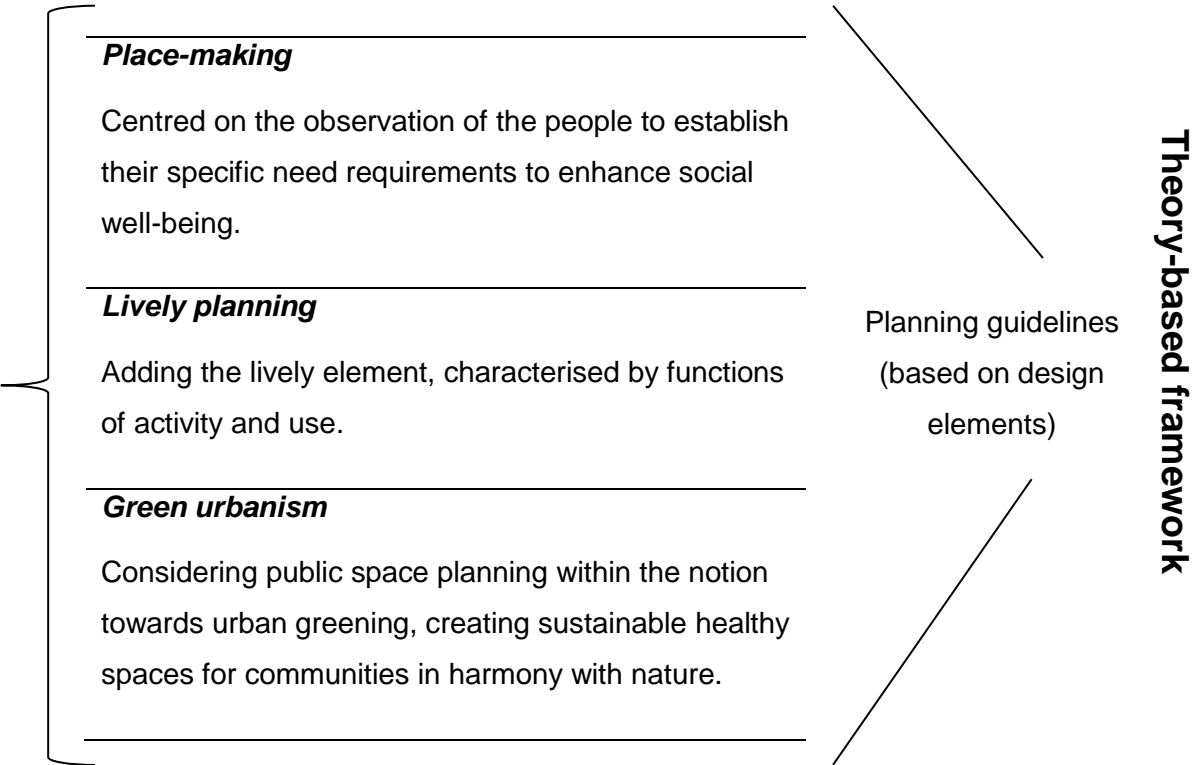 Place-making
Centred on the observation of the people to establish
their specific need requirements to enhance social
well-being.
Lively planning
Adding the lively element, characterised by functions
of activity and use.
Green urbanism
Considering public space planning within the notion
towards urban greening, creating sustainable healthy
spaces for communities in harmony with nature.
Planning guidelines
(based on design
elements)
Theory-based framework